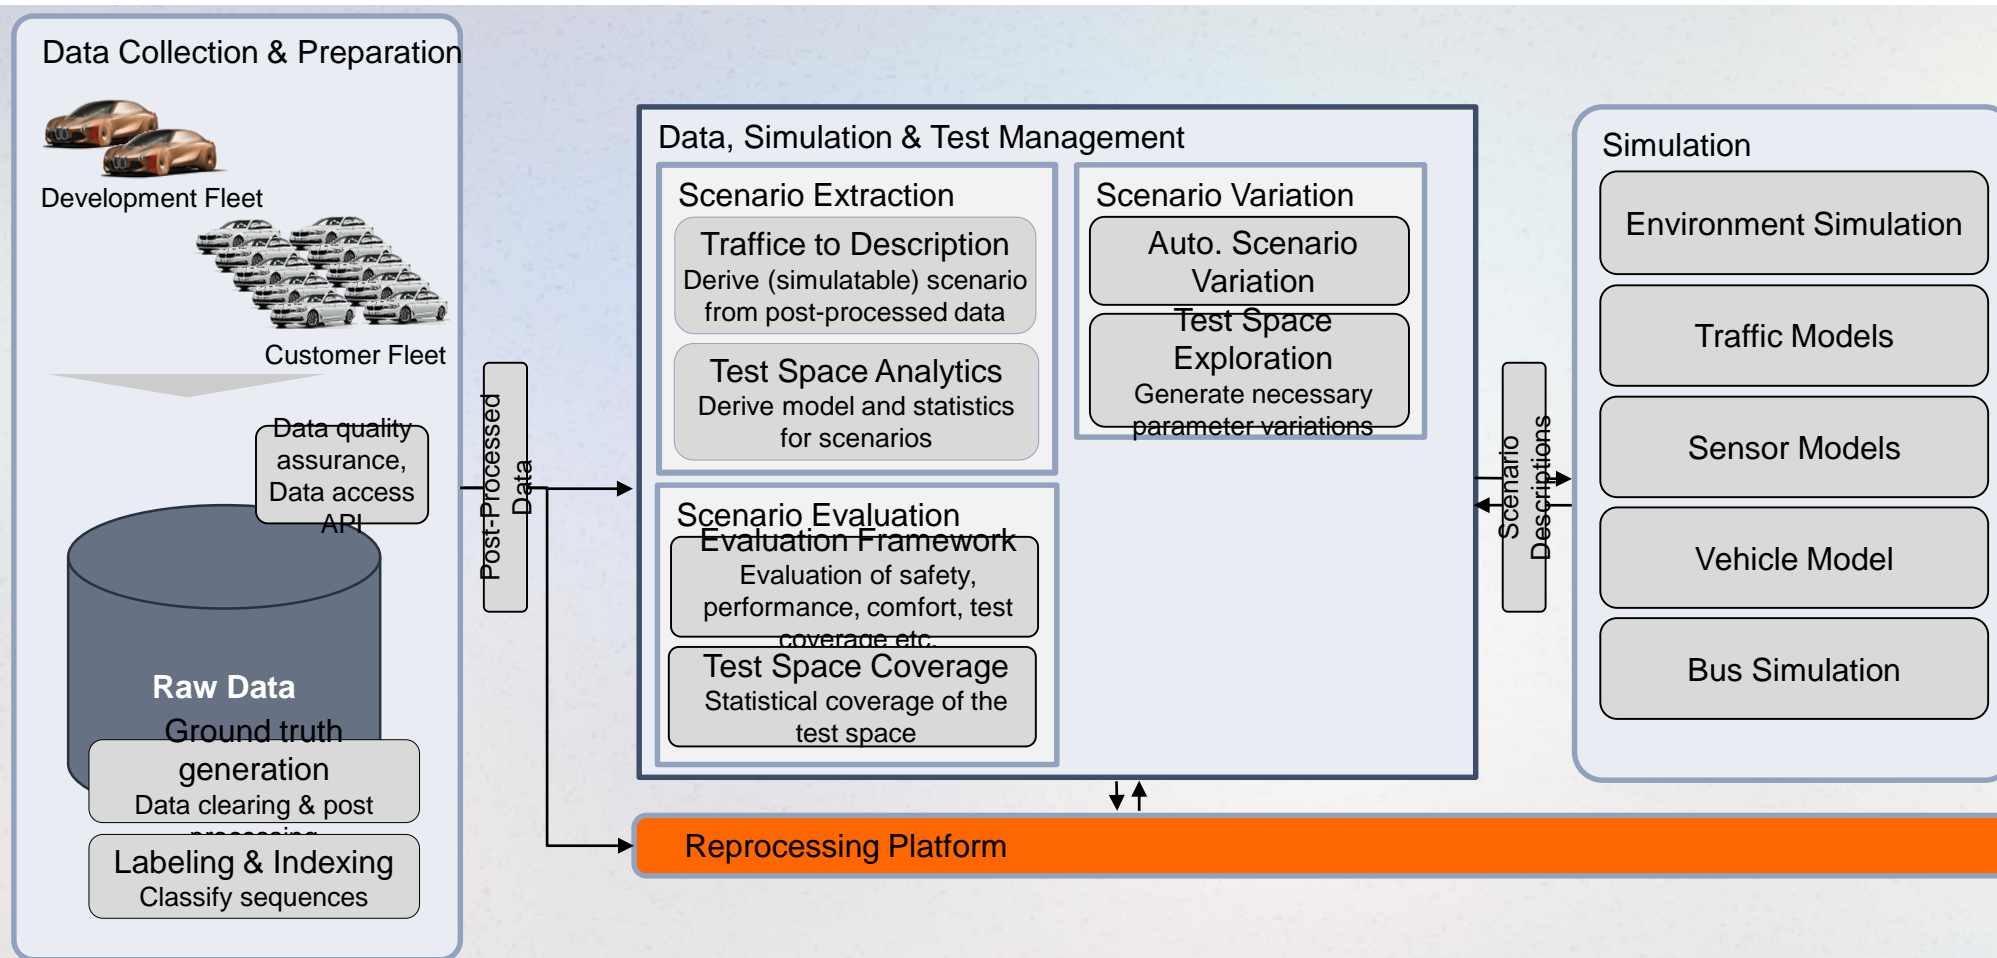 Data Collection & Preparation
Development Fleet
Customer Fleet
Data quality
assurance,
Data access
API
Raw Data
Ground truth
generation
Data clearing & post
processing
Labeling & Indexing
Classify sequences
Post-Processed
Data
Data, Simulation & Test Management
Scenario Extraction
Traffice to Description
Derive (simulatable) scenario
from post-processed data
Test Space Analytics
Derive model and statistics
for scenarios
Scenario Variation
Auto. Scenario
Variation
Test Space
Exploration
Generate necessary
parameter variations
Scenario Evaluation
Evaluation Framework
Evaluation of safety,
performance, comfort, test
coverage etc.
Test Space Coverage
Statistical coverage of the
test space
Scenario
Descriptions
Simulation
Environment Simulation
Traffic Models
Sensor Models
Vehicle Model
Bus Simulation
Reprocessing Platform